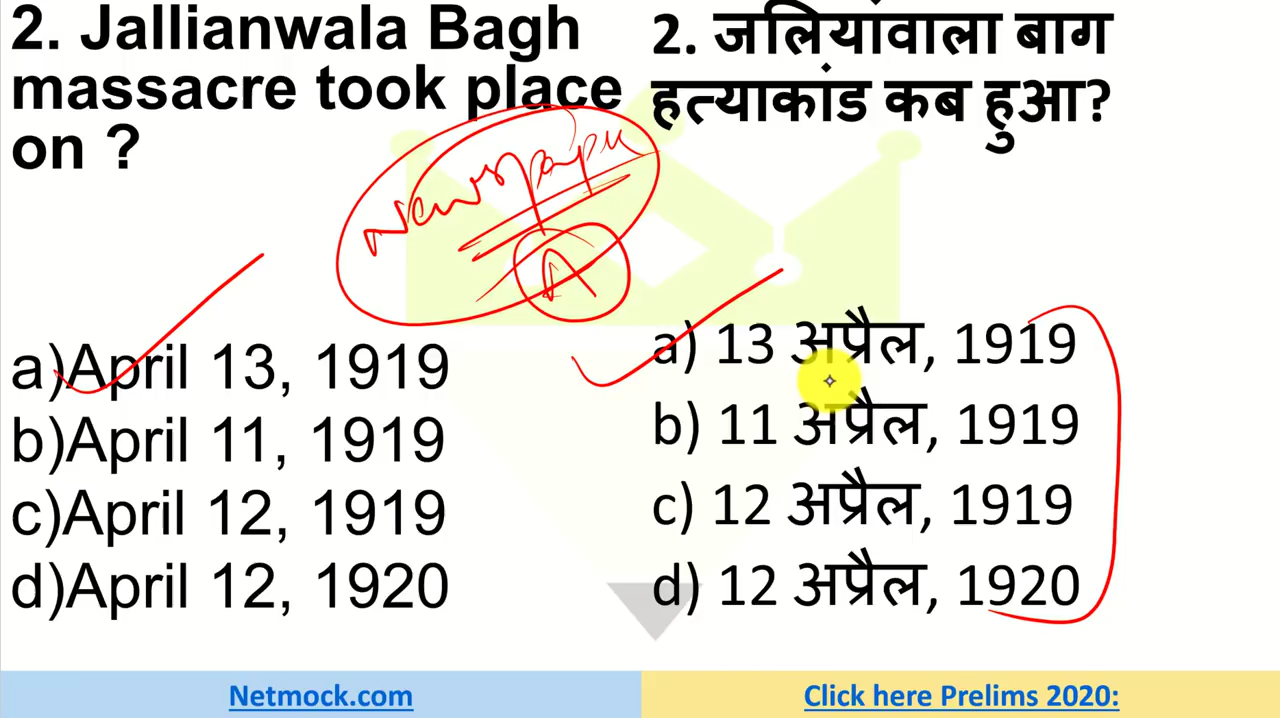 2. Jallianwala Bagh
massacre took place
on ?
a)April 13, 1919
b)April 11, 1919
c)April 12, 1919
d)April 12, 1920
2. जलियांवाला बाग
हत्याकांड कब हुआ?
a) 13 अप्रैल, 1919
b) 11 अप्रैल, 1919
c) 12 अप्रैल, 1919
d) 12 अप्रैल, 1920
Newspaper
A
Netmock.com
Click here Prelims 2020: